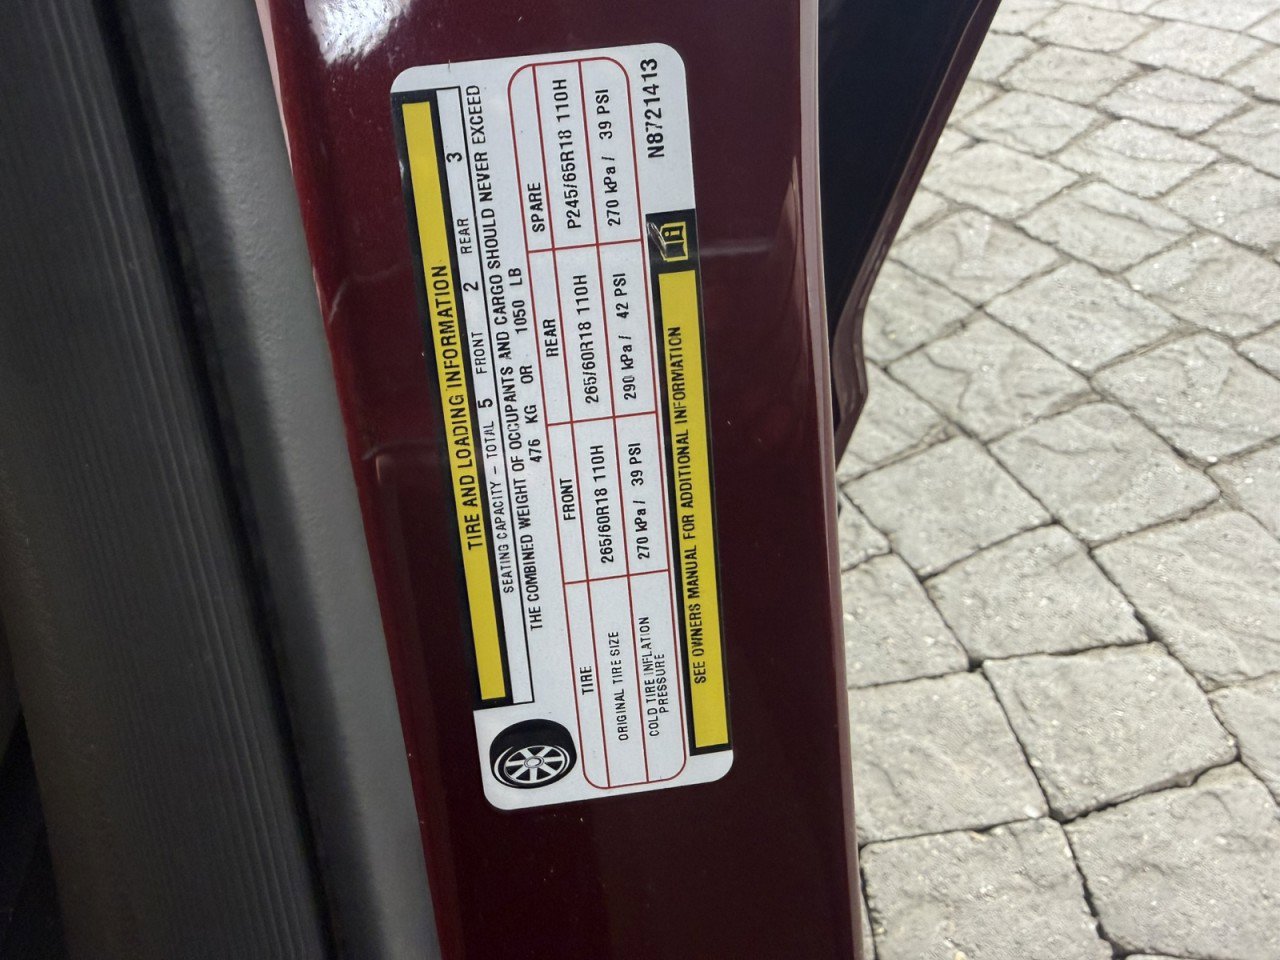 TIRE AND LOADING INFORMATION
SEATING CAPACITY - TOTAL 5 FRONT 2 REAR 3
THE COMBINED WEIGHT OF OCCUPANTS AND CARGO SHOULD NEVER EXCEED
476 KG OR 1050 LB
TIRE FRONT REAR SPARE
ORIGINAL TIRE SIZE 265/60R18 110H 265/60R18 110H P245/65R18 110H
COLD TIRE INFLATION
PRESSURE 270 kPa / 39 PSI 290 kPa / 42 PSI 270 kPa / 39 PSI
SEE OWNERS MANUAL FOR ADDITIONAL INFORMATION
N8721413